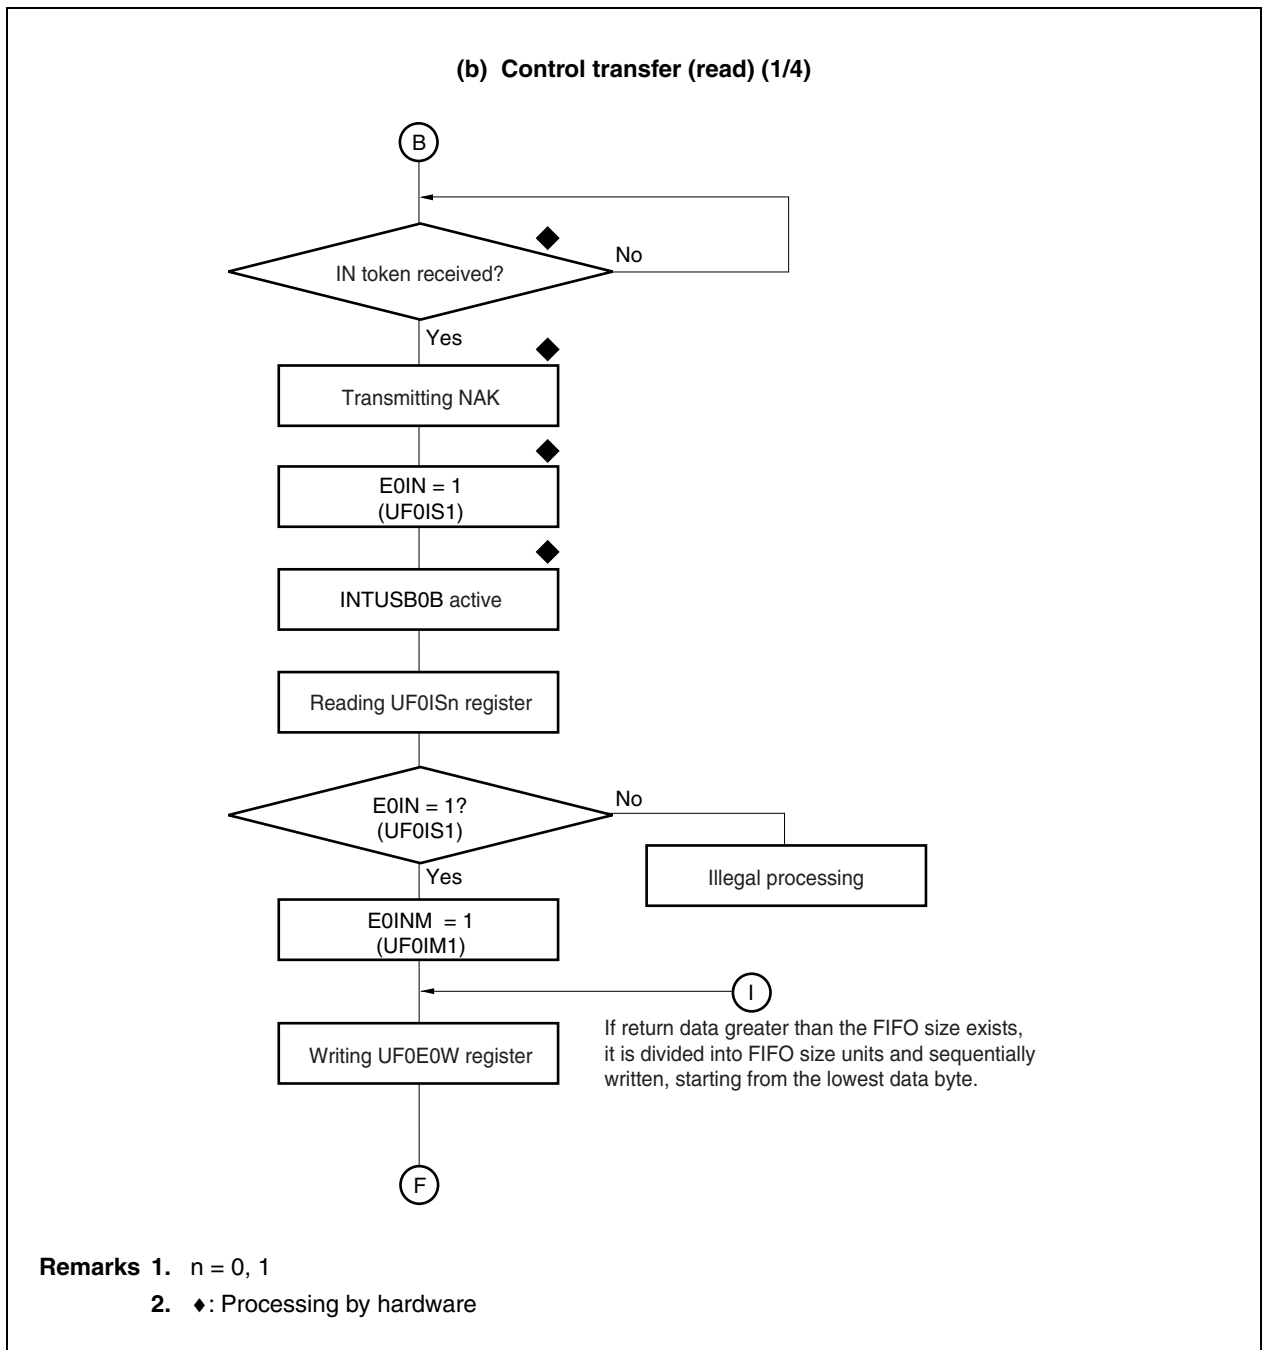 (b) Control transfer (read) (1/4)
B
IN token received?
No
Yes
Transmitting NAK
E0IN = 1
(UF0IS1)
INTUSB0B active
Reading UF0ISn register
E0IN = 1?
(UF0IS1)
No
Yes
Illegal processing
E0INM = 1
(UF0IM1)
I
If return data greater than the FIFO size exists,
it is divided into FIFO size units and sequentially
written, starting from the lowest data byte.
Writing UF0E0W register
F
Remarks 1. n = 0, 1
2. ♦: Processing by hardware